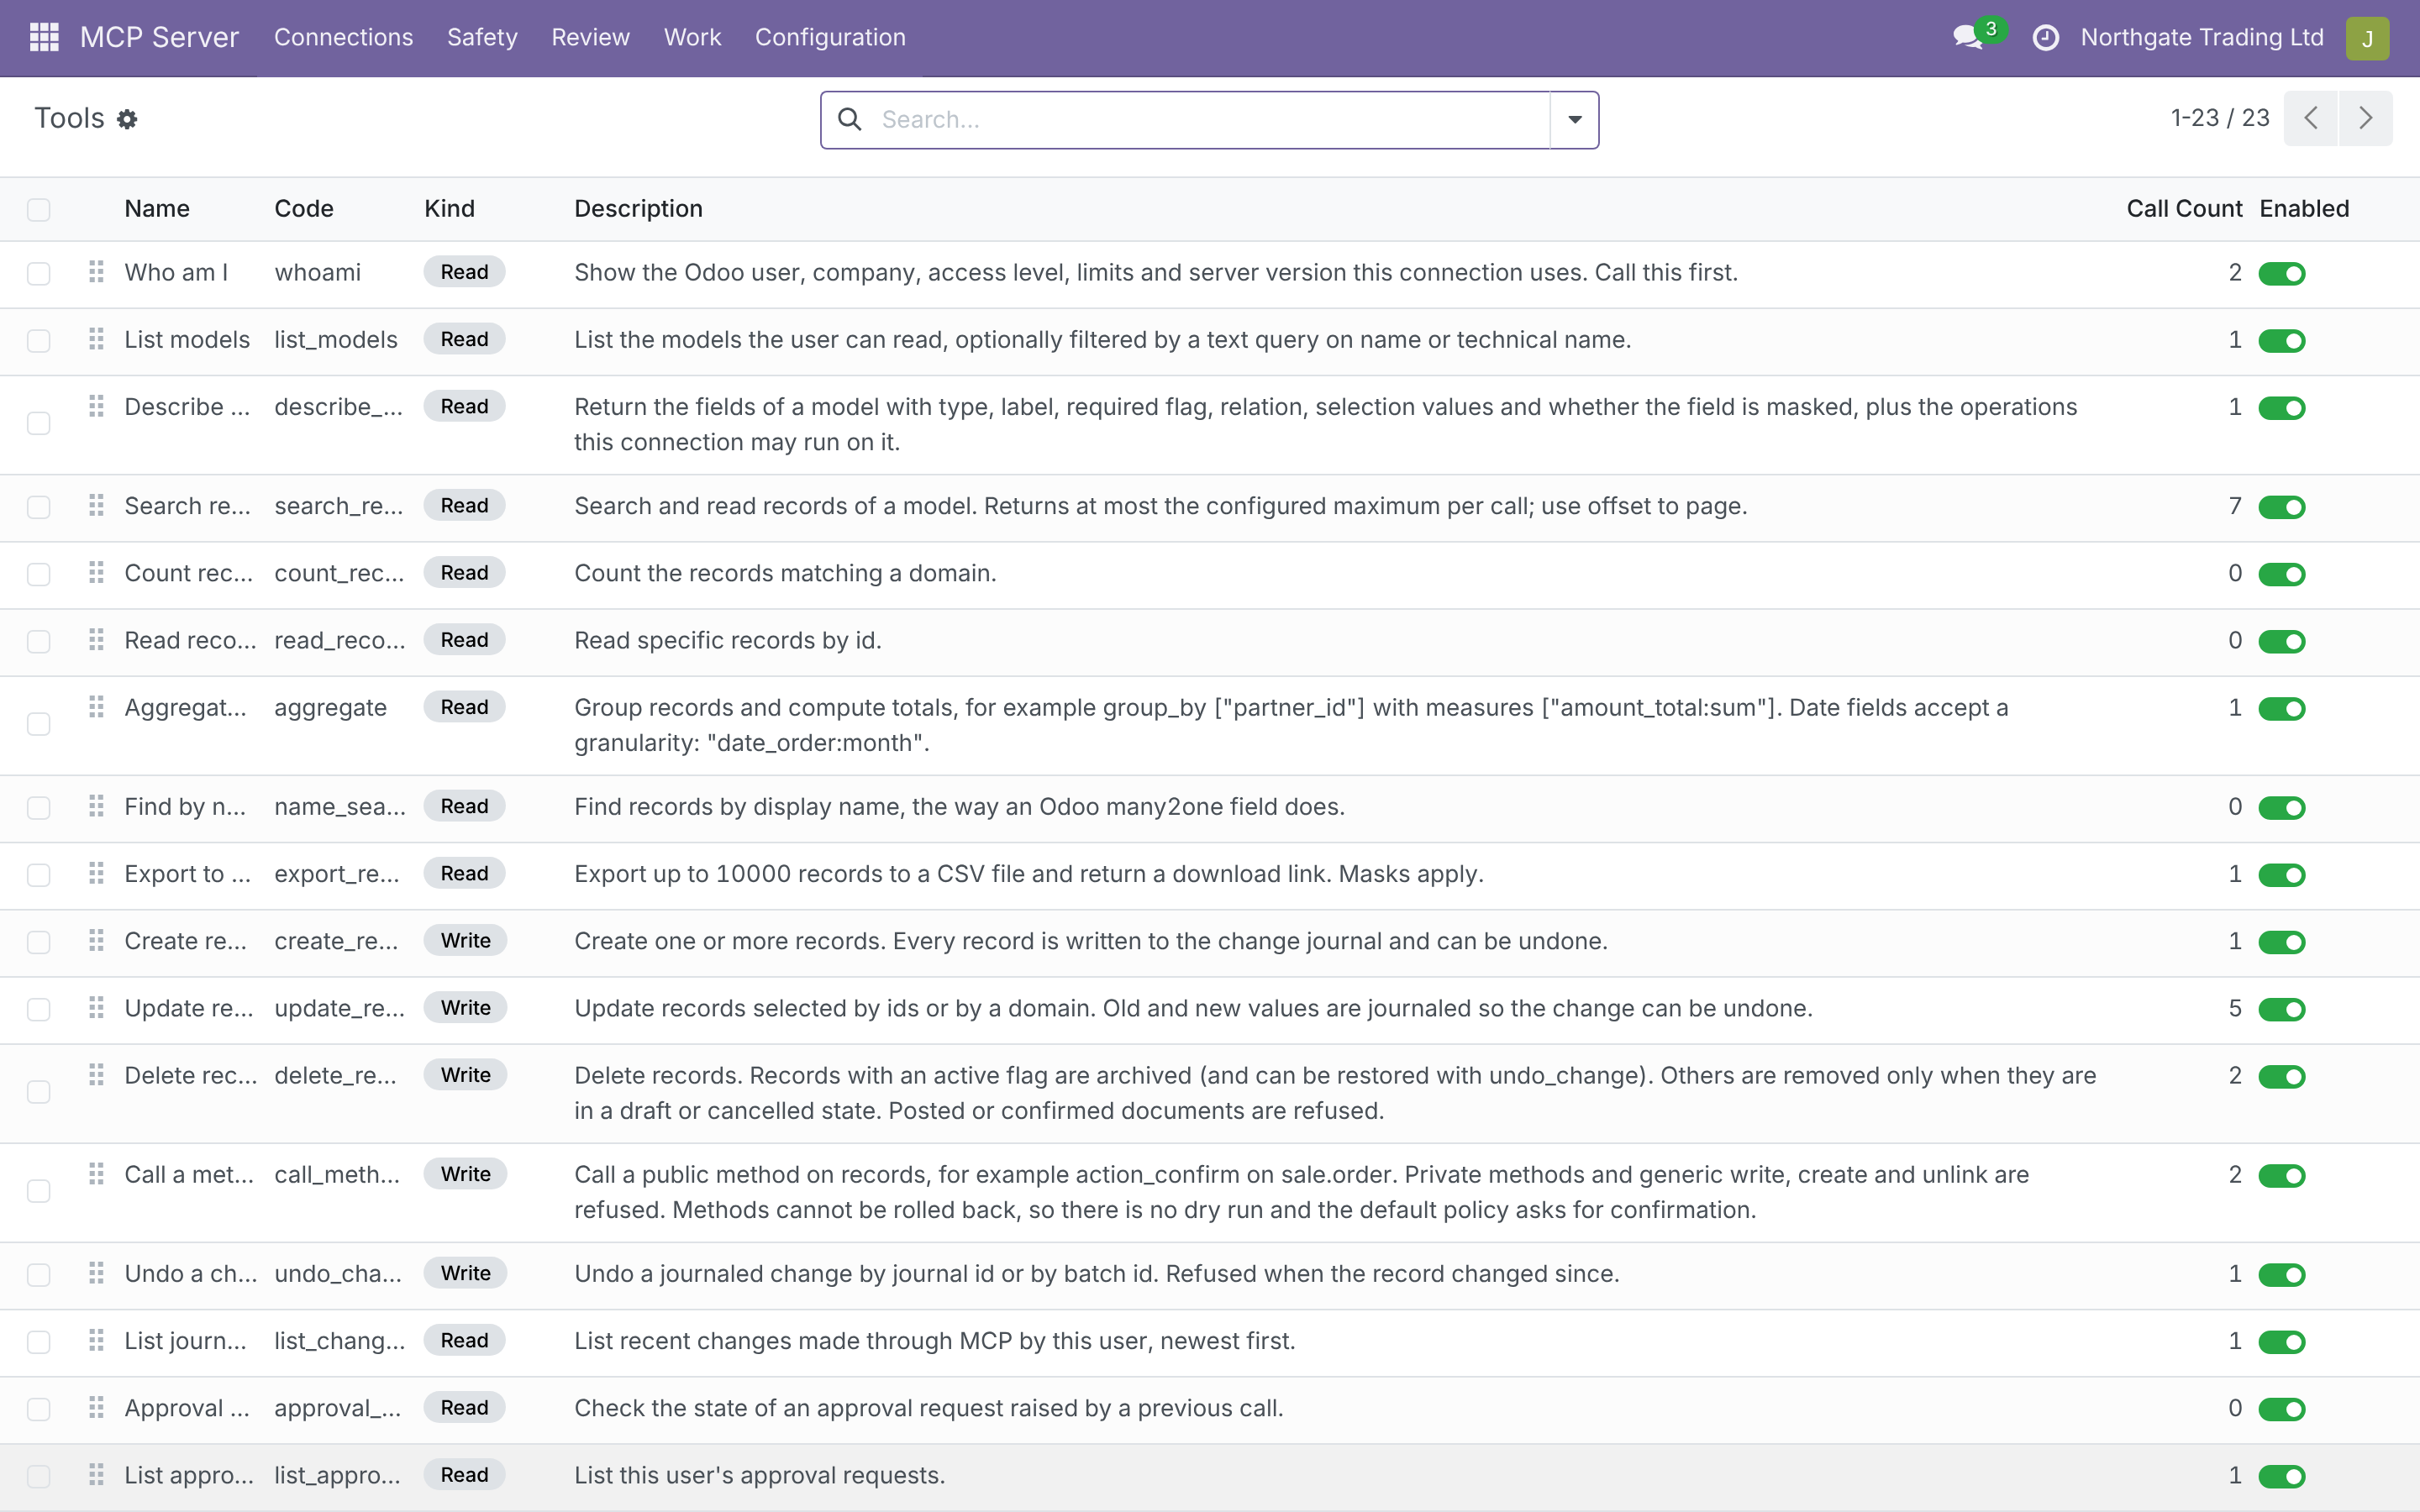 MCP Server Connections Safety Review Work Configuration 3 Northgate Trading Ltd J
Tools Search... 1-23 / 23
Name Code Kind Description Call Count Enabled
Who am I whoami Read Show the Odoo user, company, access level, limits and server version this connection uses. Call this first. 2
List models list_models Read List the models the user can read, optionally filtered by a text query on name or technical name. 1
Describe ... describe_... Read Return the fields of a model with type, label, required flag, relation, selection values and whether the field is masked, plus the operations 1
this connection may run on it.
Search re... search_re... Read Search and read records of a model. Returns at most the configured maximum per call; use offset to page. 7
Count rec... count_rec... Read Count the records matching a domain. 0
Read reco... read_reco... Read Read specific records by id. 0
Aggregat... aggregate Read Group records and compute totals, for example group_by ["partner_id"] with measures ["amount_total:sum"]. Date fields accept a 1
granularity: "date_order:month".
Find by n... name_sea... Read Find records by display name, the way an Odoo many2one field does. 0
Export to ... export_re... Read Export up to 10000 records to a CSV file and return a download link. Masks apply. 1
Create re... create_re... Write Create one or more records. Every record is written to the change journal and can be undone. 1
Update re... update_re... Write Update records selected by ids or by a domain. Old and new values are journaled so the change can be undone. 5
Delete rec... delete_re... Write Delete records. Records with an active flag are archived (and can be restored with undo_change). Others are removed only when they are 2
in a draft or cancelled state. Posted or confirmed documents are refused.
Call a met... call_meth... Write Call a public method on records, for example action_confirm on sale.order. Private methods and generic write, create and unlink are 2
refused. Methods cannot be rolled back, so there is no dry run and the default policy asks for confirmation.
Undo a ch... undo_cha... Write Undo a journaled change by journal id or by batch id. Refused when the record changed since. 1
List journ... list_chang... Read List recent changes made through MCP by this user, newest first. 1
Approval ... approval_... Read Check the state of an approval request raised by a previous call. 0
List appro... list_appro... Read List this user's approval requests. 1